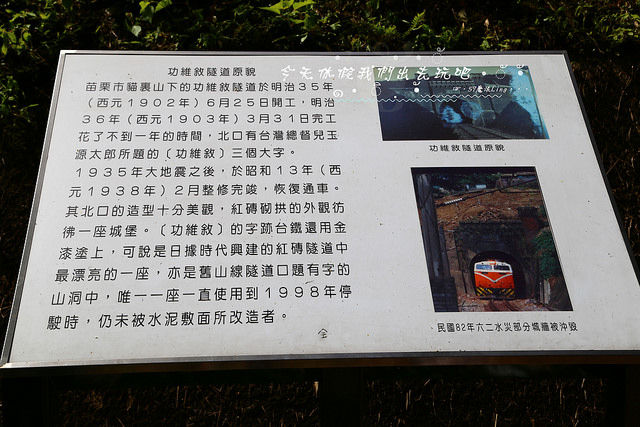 功維敘隧道原貌
苗栗市貓裏山下的功維敘隧道於明治35年
(西元1902年)6月25日開工,明治
36年(西元1903年)3月31日完工
花了不到一年的時間,北口有台灣總督兒玉
源太郎所題的〔功維敘〕三個大字。
1935年大地震之後,於昭和13年(西
元1938年)2月整修完竣,恢復通車。
其北口的造型十分美觀,紅磚砌拱的外觀彷
彿一座城堡。〔功維敘〕的字跡台鐵還用金
漆塗上,可說是日據時代興建的紅磚隧道中
最漂亮的一座,亦是舊山線隧道口題有字的
山洞中,唯一一座一直使用到1998年停
駛時,仍未被水泥敷面所改造者。
今天休假我們出去玩吧
功維敘隧道原貌
民國82年六二水災部分城牆被沖毀